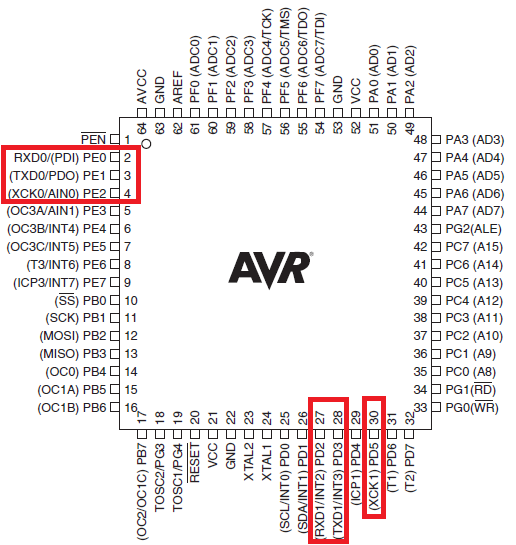 AVCC
GND
AREF
PF0 (ADC0)
PF1 (ADC1)
PF2 (ADC2)
PF3 (ADC3)
PF4 (ADC4/TCK)
PF5 (ADC5/TMS)
PF6 (ADC6/TDO)
PF7 (ADC7/TDI)
GND
VCC
PA0 (AD0)
PA1 (AD1)
PA2 (AD2)
64 63 62 61 60 59 58 57 56 55 54 53 52 51 50 49
PEN 1
RXD0/(PDI) PE0 2
(TXD0/PDO) PE1 3
(XCK0/AIN0) PE2 4
(OC3A/AIN1) PE3 5
(OC3B/INT4) PE4 6
(OC3C/INT5) PE5 7
(T3/INT6) PE6 8
(ICP3/INT7) PE7 9
(SS) PB0 10
(SCK) PB1 11
(MOSI) PB2 12
(MISO) PB3 13
(OC0) PB4 14
(OC1A) PB5 15
(OC1B) PB6 16
AVR®
48 PA3 (AD3)
47 PA4 (AD4)
46 PA5 (AD5)
45 PA6 (AD6)
44 PA7 (AD7)
43 PG2(ALE)
42 PC7 (A15)
41 PC6 (A14)
40 PC5 (A13)
39 PC4 (A12)
38 PC3 (A11)
37 PC2 (A10)
36 PC1 (A9)
35 PC0 (A8)
34 PG1(RD)
33 PG0(WR)
17 18 19 20 21 22 23 24 25 26 27 28 29 30 31 32
(OC2/OC1C) PB7
TOSC2/PG3
TOSC1/PG4
RESET
VCC
GND
XTAL2
XTAL1
(SCL/INT0) PD0
(SDA/INT1) PD1
(RXD1/INT2) PD2
(TXD1/INT3) PD3
(ICP1) PD4
(XCK1) PD5
(T1) PD6
(T2) PD7